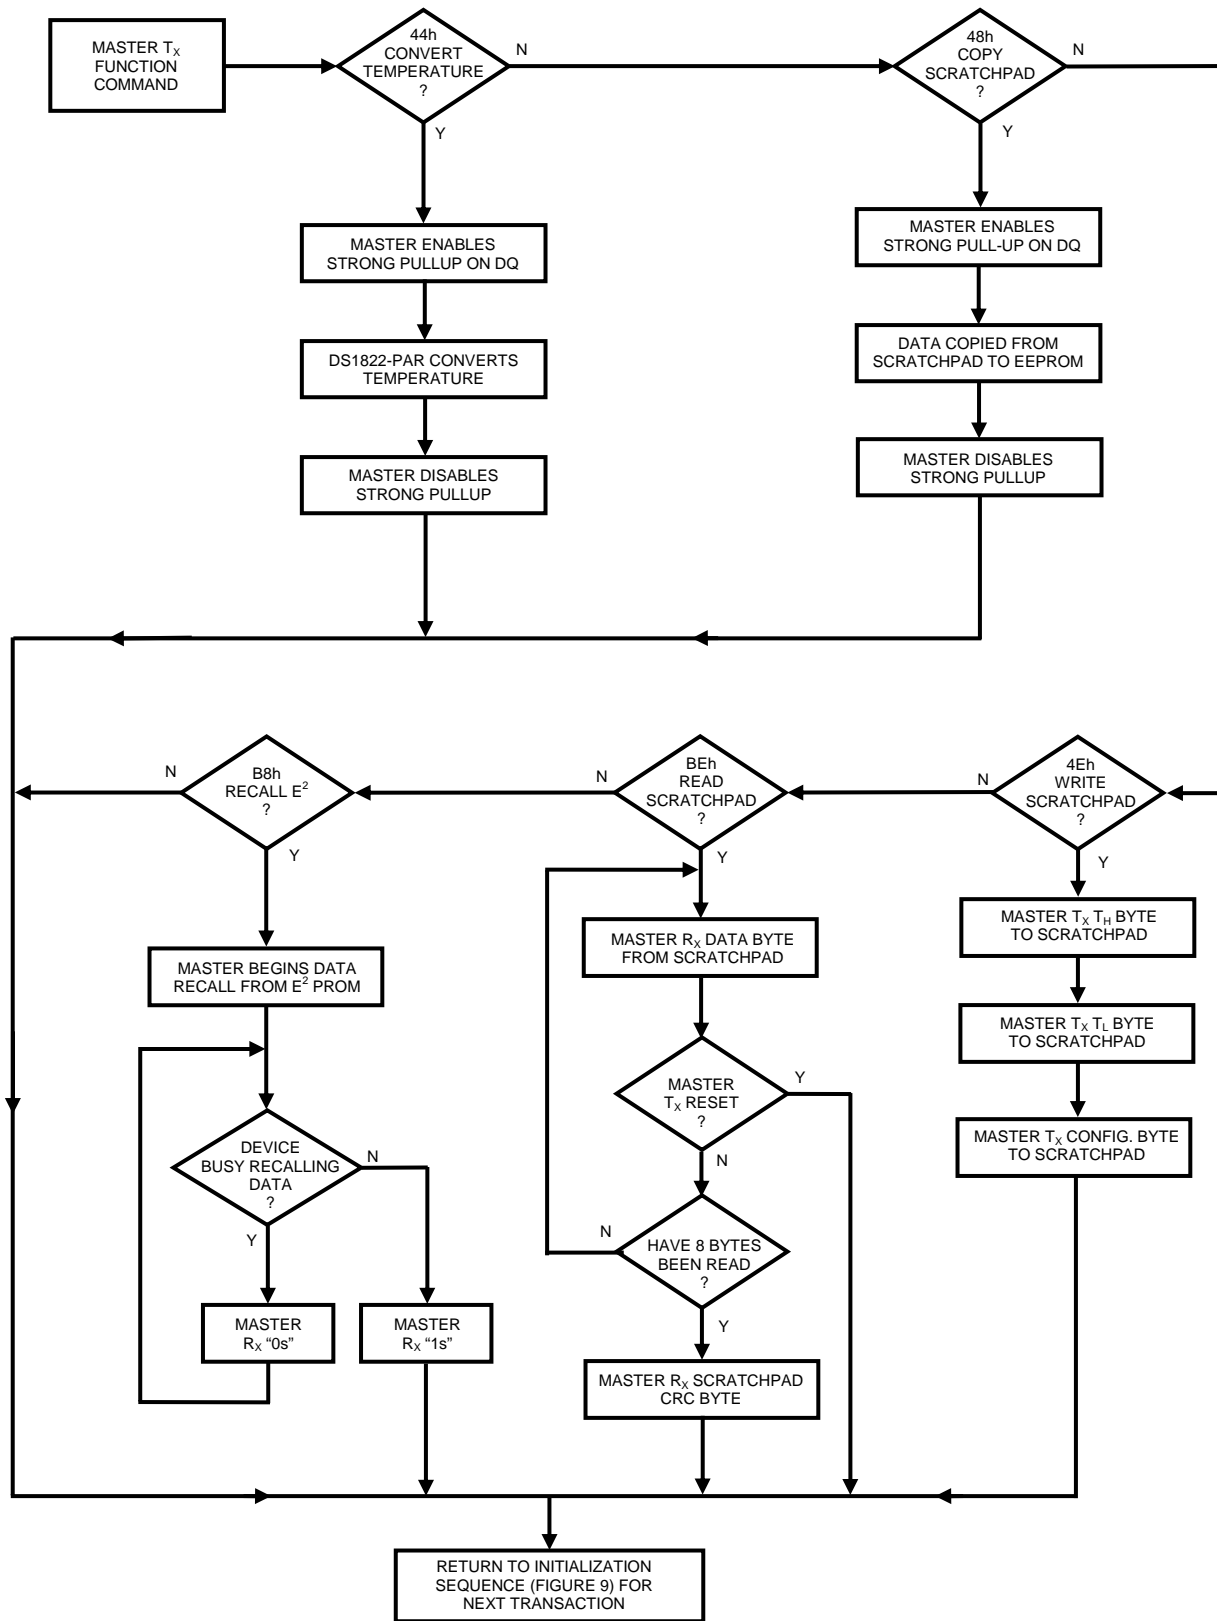 MASTER TX
FUNCTION
COMMAND
44h
CONVERT
TEMPERATURE
?
N
Y
48h
COPY
SCRATCHPAD
?
N
Y
MASTER ENABLES
STRONG PULLUP ON DQ
DS1822-PAR CONVERTS
TEMPERATURE
MASTER DISABLES
STRONG PULLUP
MASTER ENABLES
STRONG PULL-UP ON DQ
DATA COPIED FROM
SCRATCHPAD TO EEPROM
MASTER DISABLES
STRONG PULLUP
N
B8h
RECALL E²
?
Y
N
BEh
READ
SCRATCHPAD
?
Y
N
4Eh
WRITE
SCRATCHPAD
?
Y
MASTER BEGINS DATA
RECALL FROM E² PROM
DEVICE
BUSY RECALLING
DATA
?
N
Y
MASTER
RX “0s”
MASTER
RX “1s”
MASTER RX DATA BYTE
FROM SCRATCHPAD
MASTER
TX RESET
?
Y
N
N
HAVE 8 BYTES
BEEN READ
?
Y
MASTER RX SCRATCHPAD
CRC BYTE
MASTER TX TH BYTE
TO SCRATCHPAD
MASTER TX TL BYTE
TO SCRATCHPAD
MASTER TX CONFIG. BYTE
TO SCRATCHPAD
RETURN TO INITIALIZATION
SEQUENCE (FIGURE 9) FOR
NEXT TRANSACTION